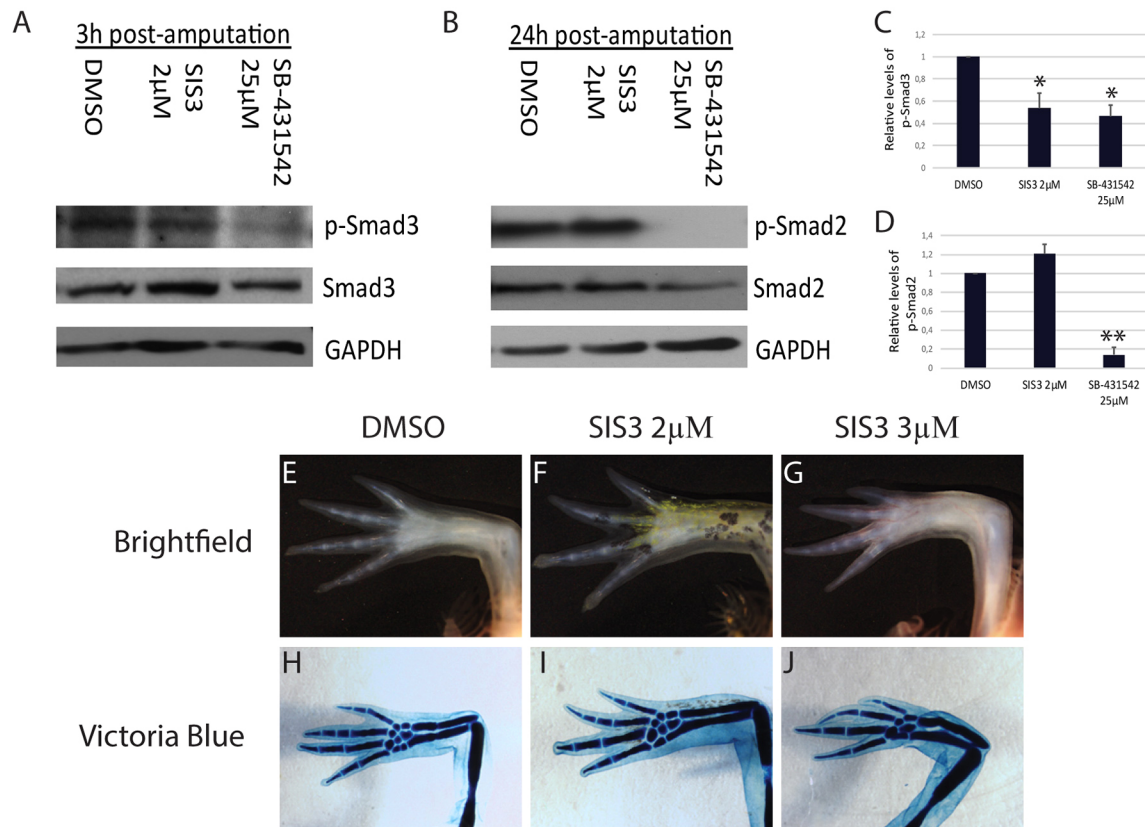 A
3h post-amputation
DMSO
SIS3
2µM
SB-431542
25µM
p-Smad3
Smad3
GAPDH
B
24h post-amputation
DMSO
SIS3
2µM
SB-431542
25µM
p-Smad2
Smad2
GAPDH
C
Relative levels of
p-Smad3
1,2
1
0,8
0,6
0,4
0,2
0
*
*
DMSO
SIS3 2µM
SB-431542
25µM
D
Relative levels of
p-Smad2
1,4
1,2
1
0,8
0,6
0,4
0,2
0
**
DMSO
SIS3 2µM
SB-431542
25µM
DMSO
SIS3 2µM
SIS3 3µM
Brightfield
E
F
G
Victoria Blue
H
I
J